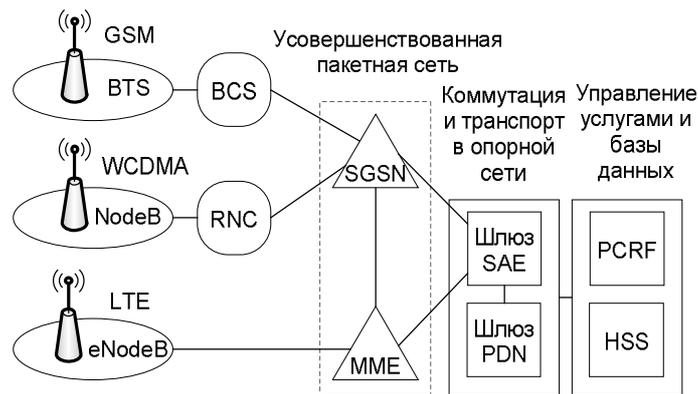 GSM
BTS
BCS
Усовершенствованная
пакетная сеть
WCDMA
NodeB
RNC
LTE
eNodeB
SGSN
MME
Коммутация
и транспорт
в опорной
сети
Шлюз
SAE
Шлюз
PDN
Управление
услугами и
базы
данных
PCRF
HSS